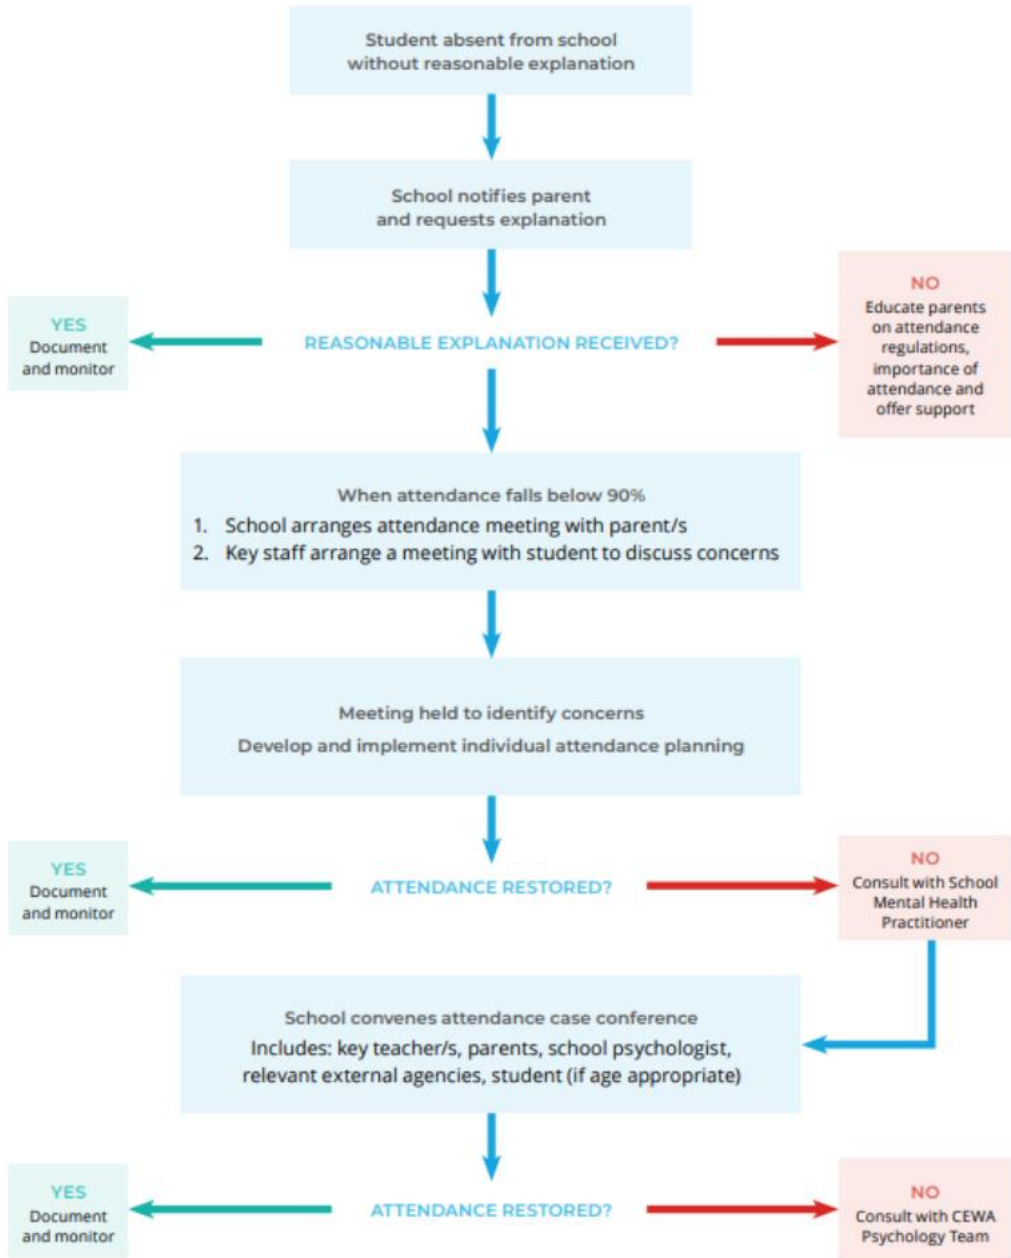 Student absent from school
without reasonable explanation
School notifies parent
and requests explanation
YES
Document
and monitor
REASONABLE EXPLANATION RECEIVED?
NO
Educate parents
on attendance
regulations,
importance of
attendance and
offer support
When attendance falls below 90%
1. School arranges attendance meeting with parent/s
2. Key staff arrange a meeting with student to discuss concerns
Meeting held to identify concerns
Develop and implement individual attendance planning
YES
Document
and monitor
ATTENDANCE RESTORED?
NO
Consult with School
Mental Health
Practitioner
School convenes attendance case conference
Includes: key teacher/s, parents, school psychologist,
relevant external agencies, student (if age appropriate)
YES
Document
and monitor
ATTENDANCE RESTORED?
NO
Consult with CEWA
Psychology Team